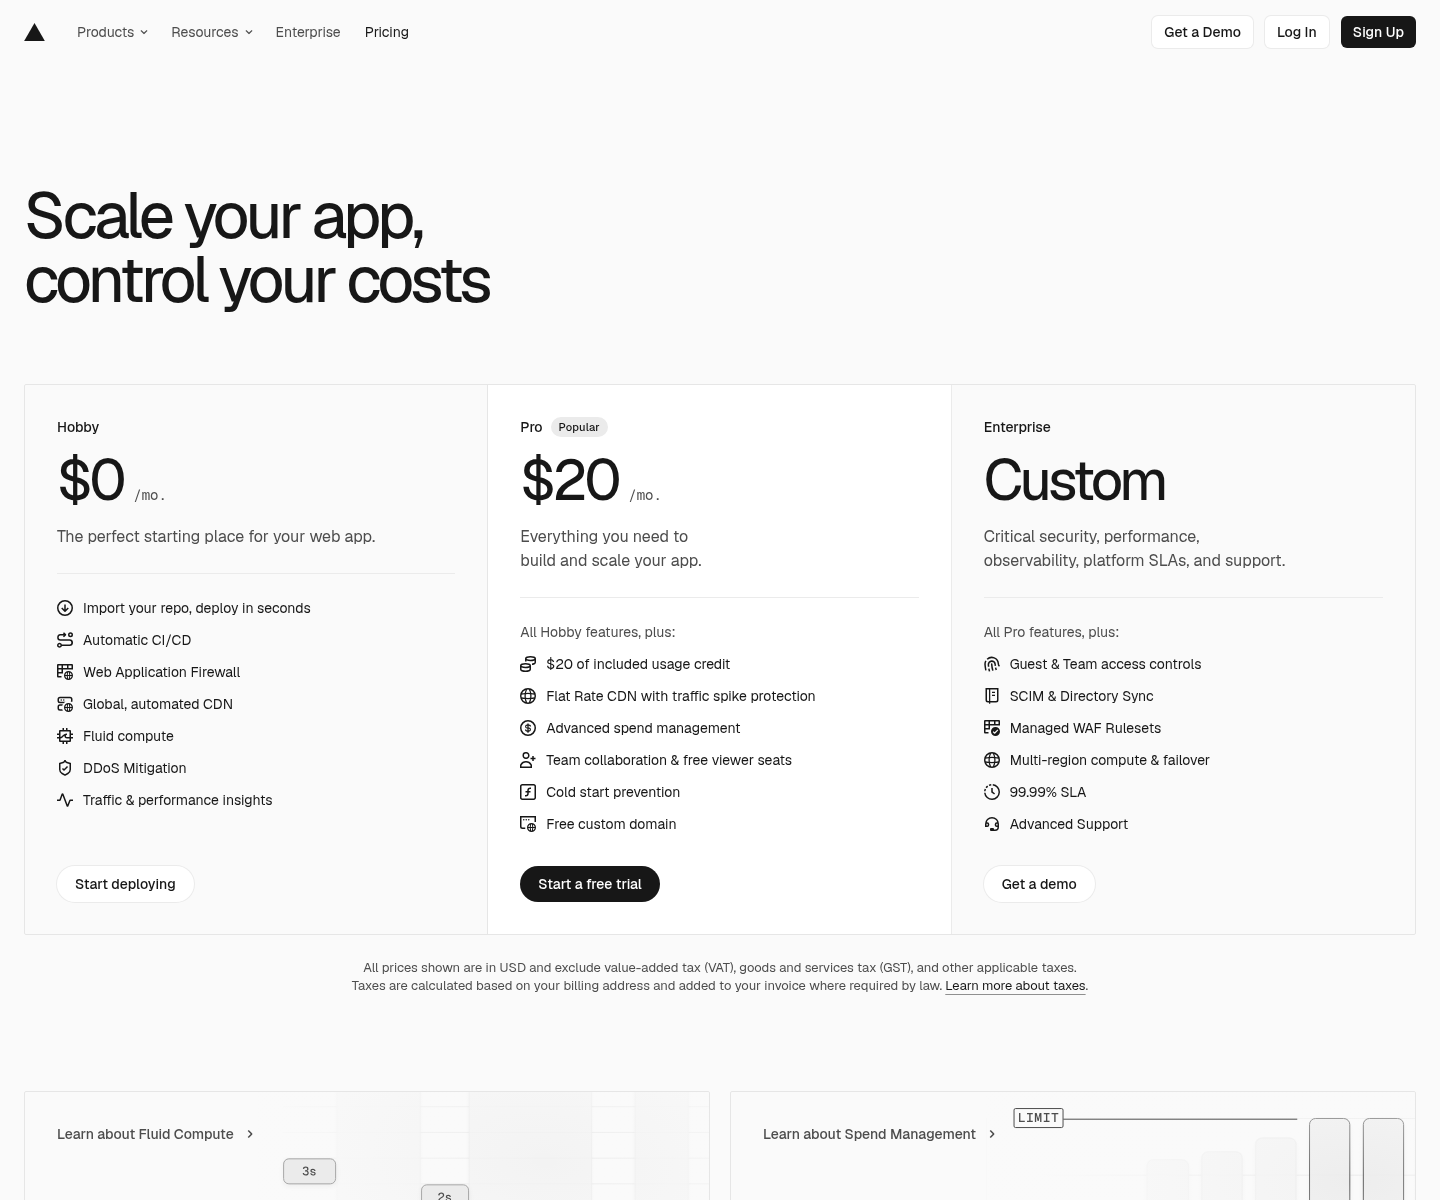 Products
Resources
Enterprise
Pricing
Get a Demo
Log In
Sign Up
Scale your app,
control your costs
Hobby
$0 /mo.
The perfect starting place for your web app.
Import your repo, deploy in seconds
Automatic CI/CD
Web Application Firewall
Global, automated CDN
Fluid compute
DDoS Mitigation
Traffic & performance insights
Start deploying
Pro Popular
$20 /mo.
Everything you need to
build and scale your app.
All Hobby features, plus:
$20 of included usage credit
Flat Rate CDN with traffic spike protection
Advanced spend management
Team collaboration & free viewer seats
Cold start prevention
Free custom domain
Start a free trial
Enterprise
Custom
Critical security, performance,
observability, platform SLAs, and support.
All Pro features, plus:
Guest & Team access controls
SCIM & Directory Sync
Managed WAF Rulesets
Multi-region compute & failover
99.99% SLA
Advanced Support
Get a demo
All prices shown are in USD and exclude value-added tax (VAT), goods and services tax (GST), and other applicable taxes.
Taxes are calculated based on your billing address and added to your invoice where required by law. Learn more about taxes.
Learn about Fluid Compute
3s
2s
Learn about Spend Management
LIMIT